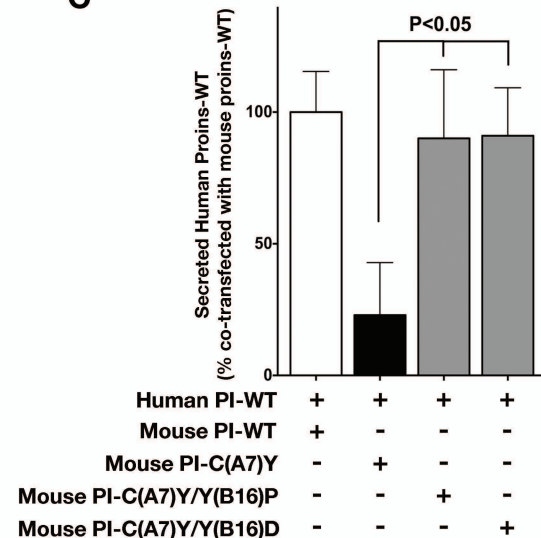 P<0.05
Secreted Human Proins-WT
(% co-transfected with mouse proins-WT)
100
50
0
Human PI-WT + + + +
Mouse PI-WT + - - -
Mouse PI-C(A7)Y - + - -
Mouse PI-C(A7)Y/Y(B16)P - - + -
Mouse PI-C(A7)Y/Y(B16)D - - - +